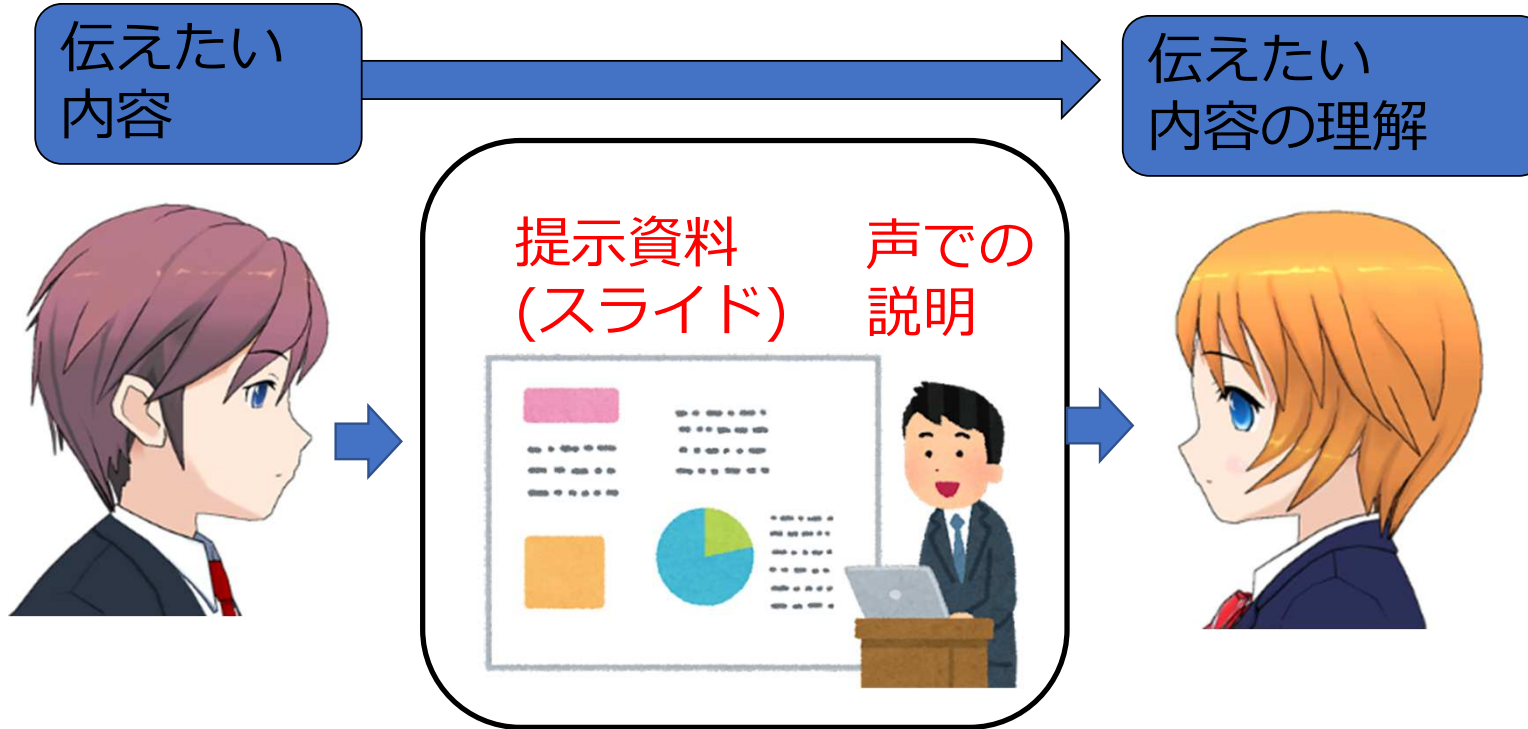 伝えたい
内容
伝えたい
内容の理解
提示資料
(スライド)
声での
説明